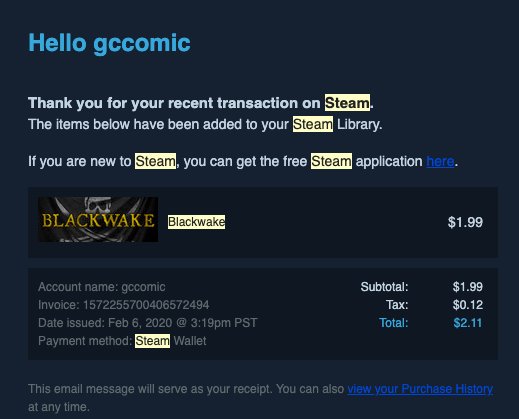 Hello gccomic
Thank you for your recent transaction on Steam.
The items below have been added to your Steam Library.
If you are new to Steam, you can get the free Steam application here.
BLACKWAKE Blackwake $1.99
Account name: gccomic Subtotal: $1.99
Invoice: 1572255700406572494 Tax: $0.12
Date issued: Feb 6, 2020 @ 3:19pm PST Total: $2.11
Payment method: Steam Wallet
This email message will serve as your receipt. You can also view your Purchase History
at any time.